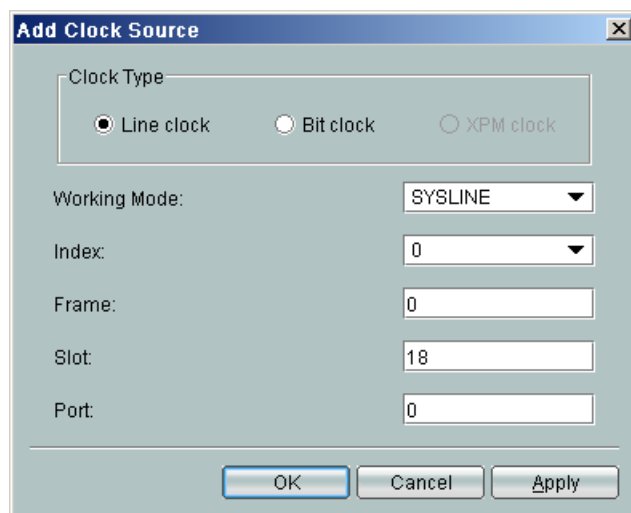 Add Clock Source
Clock Type
Line clock Bit clock XPM clock
Working Mode: SYSLINE
Index: 0
Frame: 0
Slot: 18
Port: 0
OK Cancel Apply